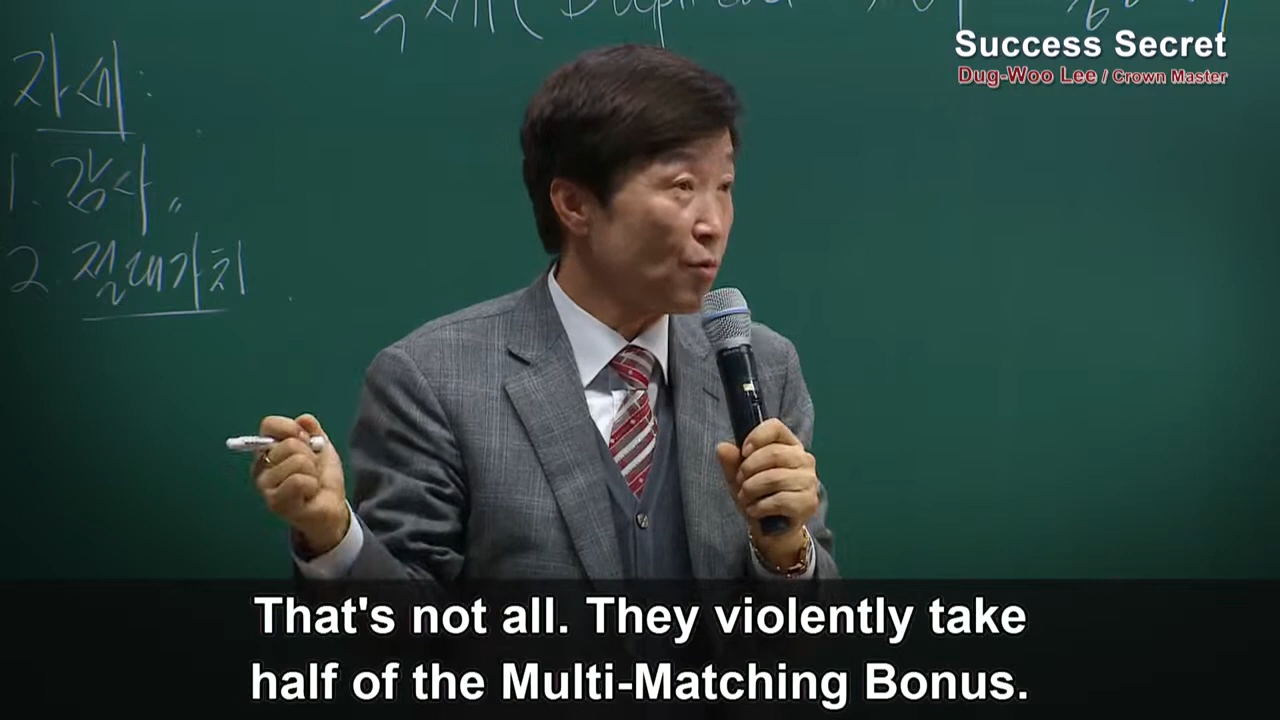 Success Secret
Dug-Woo Lee / Crown Master
자세:
1. 감사
2. 절대가치
That's not all. They violently take
half of the Multi-Matching Bonus.